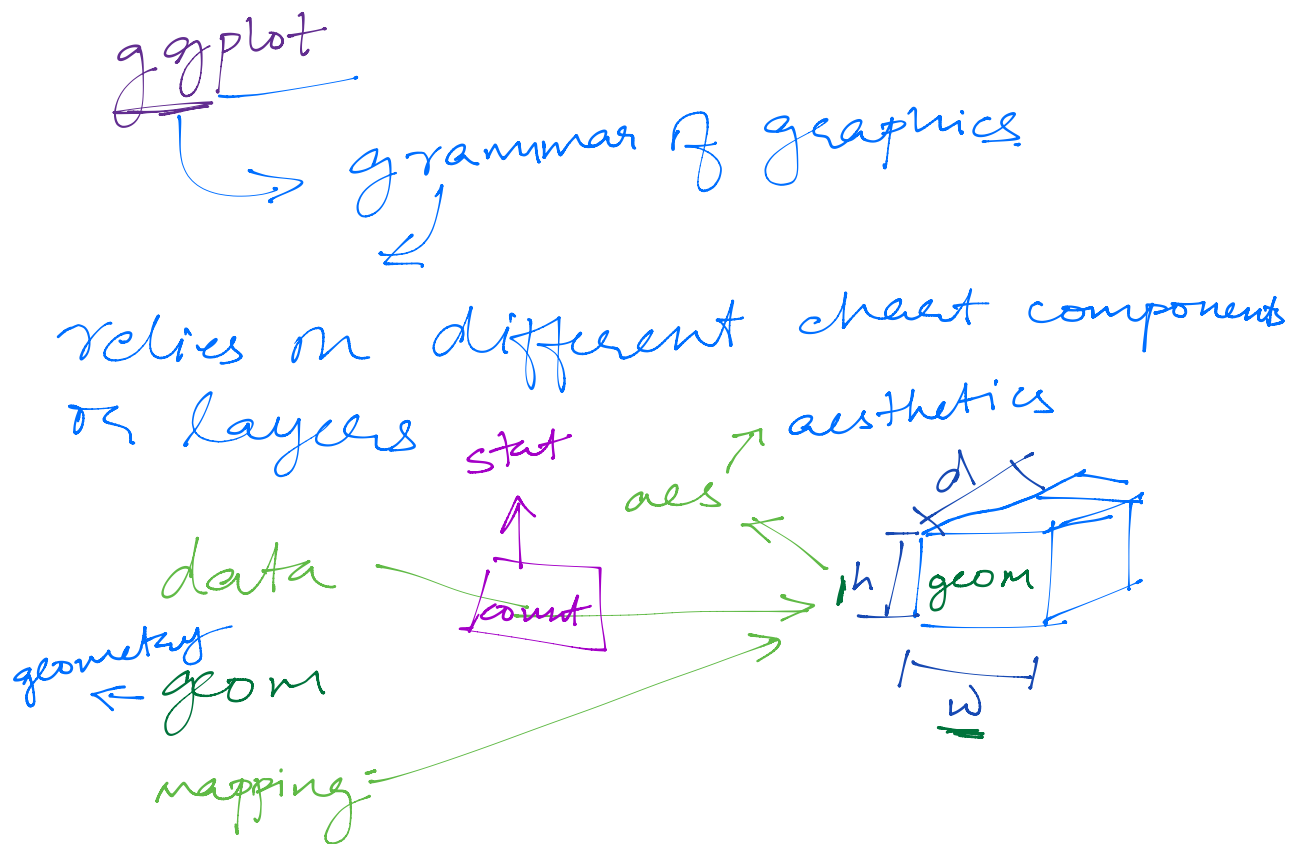 ggplot
grammar of graphics
relies on different chart components
or layers
aesthetics
stat
aes
d
data
count
h
geom
geometry
geom
w
mapping =